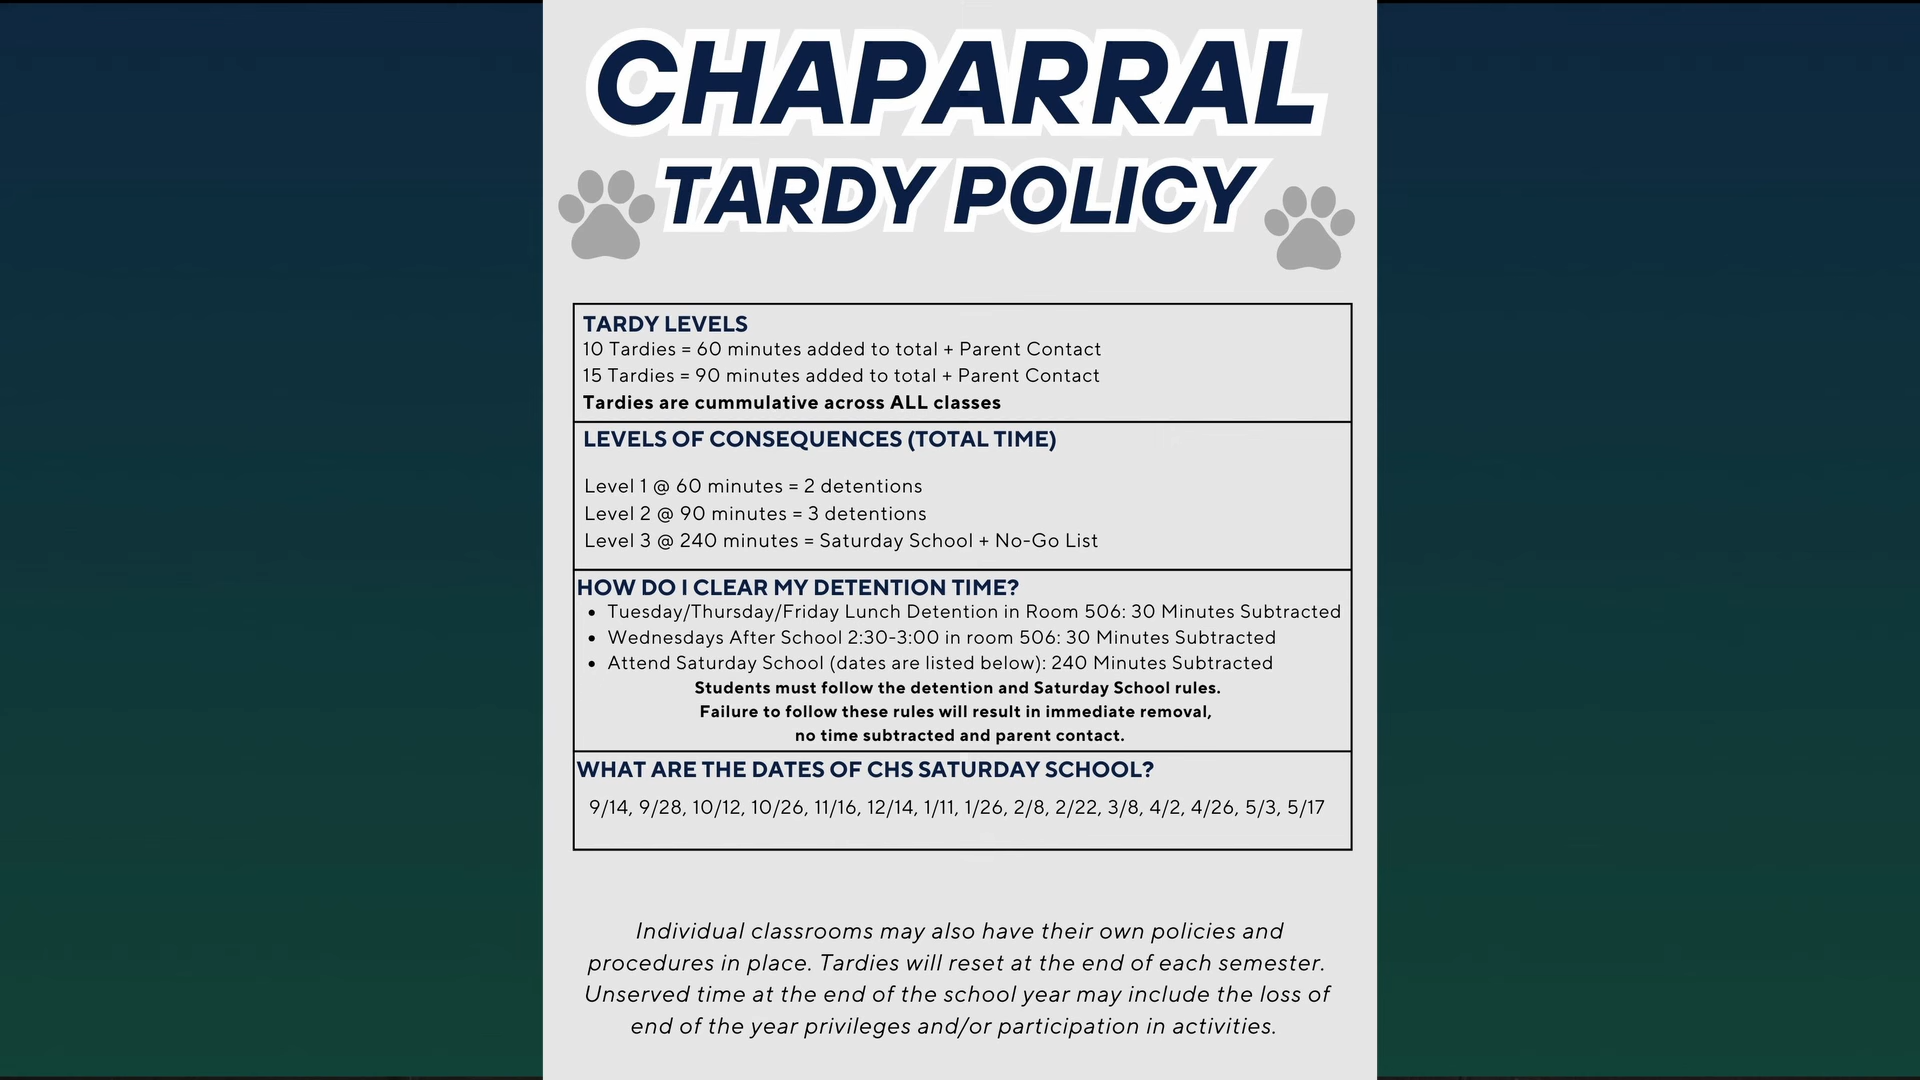 CHAPARRAL
TARDY POLICY
TARDY LEVELS
10 Tardies = 60 minutes added to total + Parent Contact
15 Tardies = 90 minutes added to total + Parent Contact
Tardies are cummulative across ALL classes
LEVELS OF CONSEQUENCES (TOTAL TIME)
Level 1 @ 60 minutes = 2 detentions
Level 2 @ 90 minutes = 3 detentions
Level 3 @ 240 minutes = Saturday School + No-Go List
HOW DO I CLEAR MY DETENTION TIME?
• Tuesday/Thursday/Friday Lunch Detention in Room 506: 30 Minutes Subtracted
• Wednesdays After School 2:30-3:00 in room 506: 30 Minutes Subtracted
• Attend Saturday School (dates are listed below): 240 Minutes Subtracted
Students must follow the detention and Saturday School rules.
Failure to follow these rules will result in immediate removal,
no time subtracted and parent contact.
WHAT ARE THE DATES OF CHS SATURDAY SCHOOL?
9/14, 9/28, 10/12, 10/26, 11/16, 12/14, 1/11, 1/26, 2/8, 2/22, 3/8, 4/2, 4/26, 5/3, 5/17
Individual classrooms may also have their own policies and
procedures in place. Tardies will reset at the end of each semester.
Unserved time at the end of the school year may include the loss of
end of the year privileges and/or participation in activities.